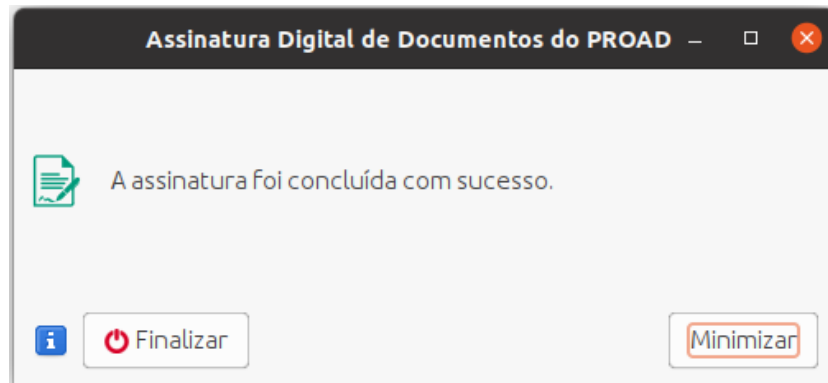 Assinatura Digital de Documentos do PROAD
A assinatura foi concluída com sucesso.
Finalizar
Minimizar